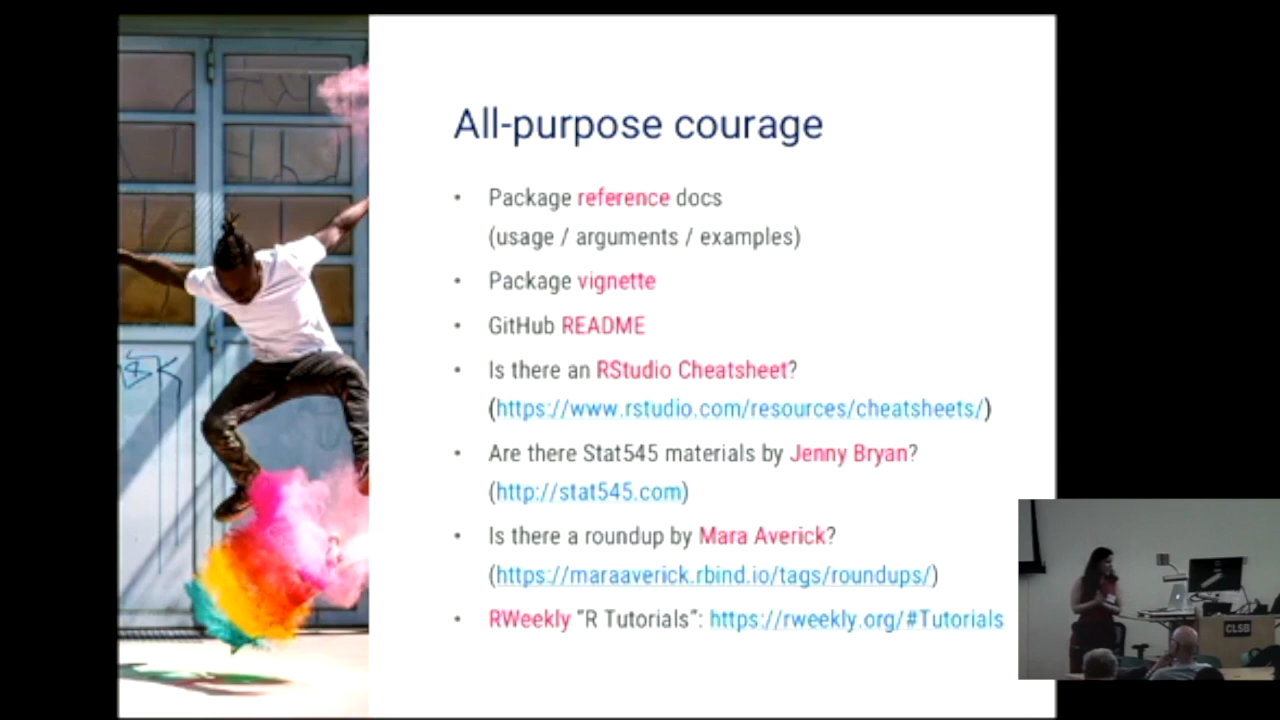 All-purpose courage
• Package reference docs
(usage / arguments / examples)
• Package vignette
• GitHub README
• Is there an RStudio Cheatsheet?
(https://www.rstudio.com/resources/cheatsheets/)
• Are there Stat545 materials by Jenny Bryan?
(http://stat545.com)
• Is there a roundup by Mara Averick?
(https://maraaverick.rbind.io/tags/roundups/)
• RWeekly “R Tutorials”: https://rweekly.org/#Tutorials
CLSB